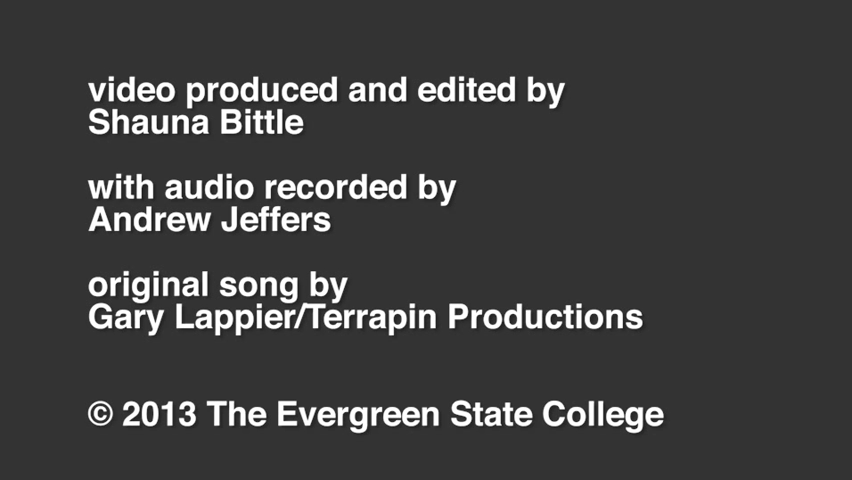 video produced and edited by
Shauna Bittle
with audio recorded by
Andrew Jeffers
original song by
Gary Lappier/Terrapin Productions
© 2013 The Evergreen State College